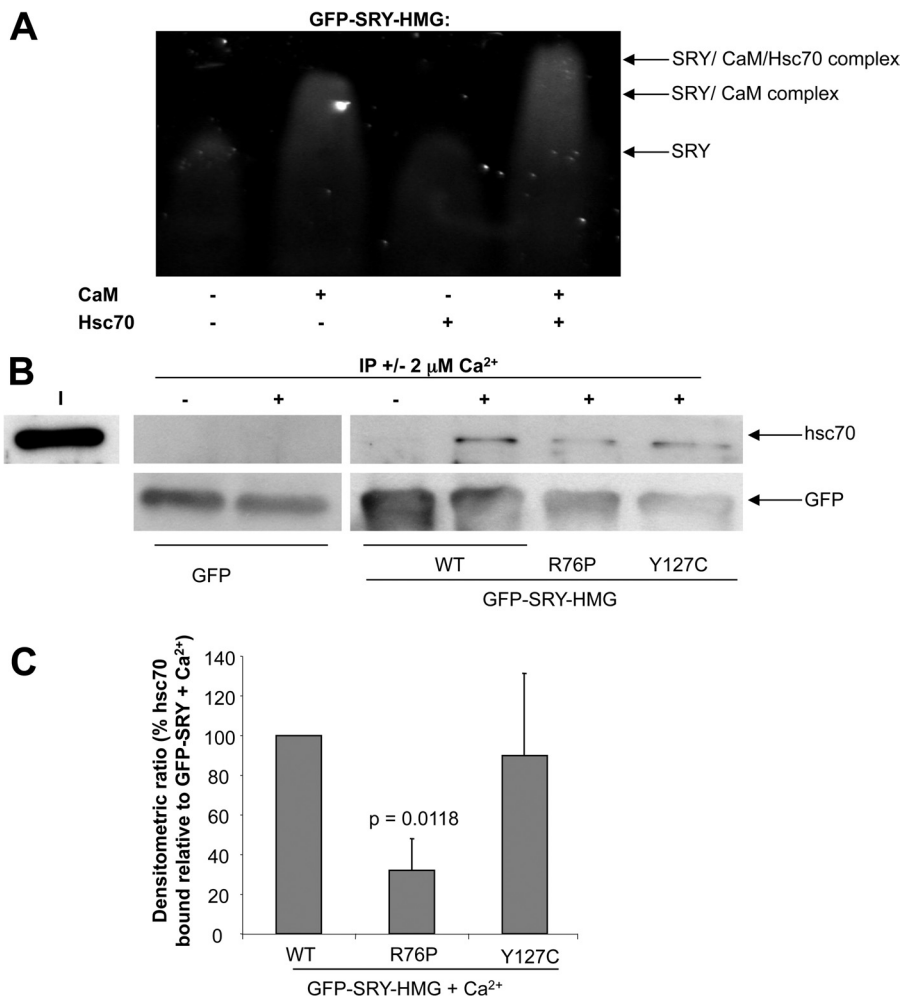 A
GFP-SRY-HMG:
SRY/ CaM/Hsc70 complex
SRY/ CaM complex
SRY
CaM - + - +
Hsc70 - - + +
B
IP +/- 2 μM Ca²⁺
I - + - + + +
hsc70
GFP
GFP
WT R76P Y127C
GFP-SRY-HMG
C
Densitometric ratio (% hsc70
bound relative to GFP-SRY + Ca²⁺)
140
120
100
80
60
40
20
0
p = 0.0118
WT R76P Y127C
GFP-SRY-HMG + Ca²⁺